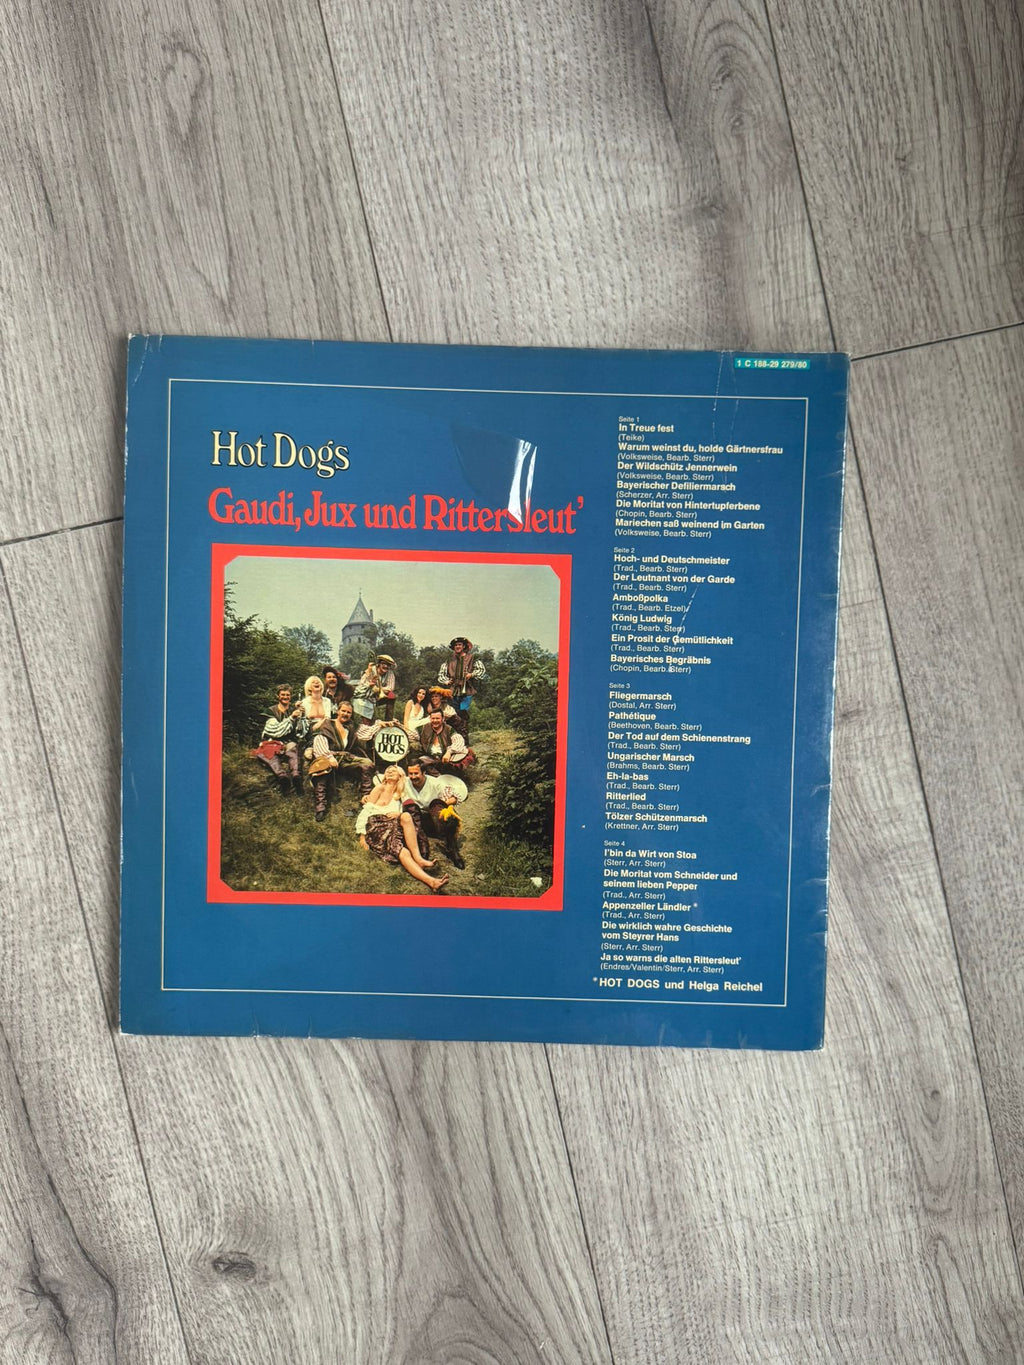 1 C 188-29 279/80
Hot Dogs
Gaudi, Jux und Rittersleut'
HOT
DOGS
Seite 1
In Treue fest
(Teike)
Warum weinst du, holde Gärtnersfrau
(Volksweise, Bearb. Sterr)
Der Wildschütz Jennerwein
(Volksweise, Bearb. Sterr)
Bayerischer Defiliermarsch
(Scherzer, Arr. Sterr)
Die Moritat von Hintertupferbene
(Chopin, Bearb. Sterr)
Mariechen saß weinend im Garten
(Volksweise, Bearb. Sterr)
Seite 2
Hoch- und Deutschmeister
(Trad., Bearb. Sterr)
Der Leutnant von der Garde
(Trad., Bearb. Sterr)
Amboßpolka
(Trad., Bearb. Etzel)
König Ludwig
(Trad., Bearb. Sterr)
Ein Prosit der Gemütlichkeit
(Trad., Bearb. Sterr)
Bayerisches Begräbnis
(Chopin, Bearb. Sterr)
Seite 3
Fliegermarsch
(Dostal, Arr. Sterr)
Pathétique
(Beethoven, Bearb. Sterr)
Der Tod auf dem Schienenstrang
(Trad., Bearb. Sterr)
Ungarischer Marsch
(Brahms, Bearb. Sterr)
Eh-la-bas
(Trad., Bearb. Sterr)
Ritterlied
(Trad., Bearb. Sterr)
Tölzer Schützenmarsch
(Krettner, Arr. Sterr)
Seite 4
I'bin da Wirt von Stoa
(Sterr, Arr. Sterr)
Die Moritat vom Schneider und
seinem lieben Pepper
(Trad., Arr. Sterr)
Appenzeller Ländler *
(Trad., Arr. Sterr)
Die wirklich wahre Geschichte
vom Steyrer Hans
(Sterr, Arr. Sterr)
Ja so warns die alten Rittersleut'
(Endres/Valentin/Sterr, Arr. Sterr)
*HOT DOGS und Helga Reichel